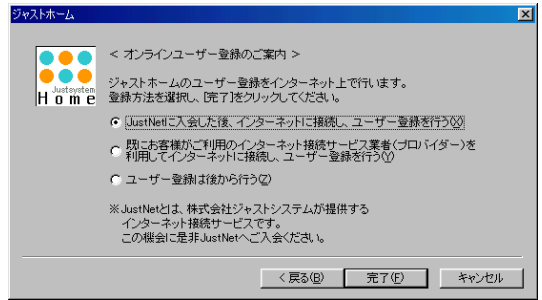 ジャストホーム
Justsystem
Home
< オンラインユーザー登録のご案内 >
ジャストホームのユーザー登録をインターネット上で行います。
登録方法を選択し、[完了]をクリックしてください。
JustNetに入会した後、インターネットに接続し、ユーザー登録を行う(X)
既にお客様がご利用のインターネット接続サービス業者(プロバイダー)を
利用してインターネットに接続し、ユーザー登録を行う(Y)
ユーザー登録は後から行う(Z)
※JustNetとは、株式会社ジャストシステムが提供する
インターネット接続サービスです。
この機会に是非JustNetへご入会ください。
< 戻る(B) 完了(F) キャンセル